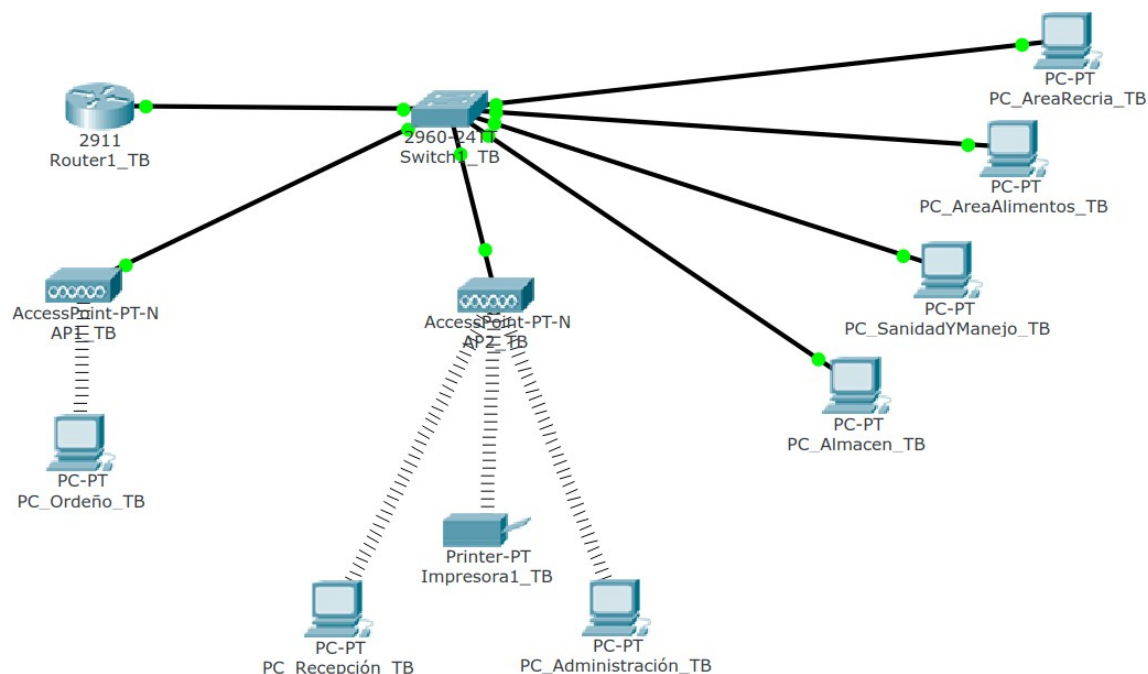 PC-PT
PC_AreaRecria_TB
2911
Router1_TB
2960-24TT
Switch1_TB
PC-PT
PC_AreaAlimentos_TB
PC-PT
PC_SanidadYManejo_TB
AccessPoint-PT-N
AP1_TB
AccessPoint-PT-N
AP2_TB
PC-PT
PC_Almacen_TB
PC-PT
PC_Ordeño_TB
Printer-PT
Impresora1_TB
PC-PT
PC_Recepción_TB
PC-PT
PC_Administración_TB